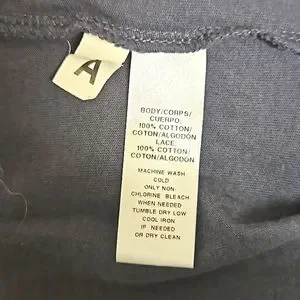 A
BODY/CORPS/
CUERPO:
100% COTTON/
COTON/ALGODÓN
LACE:
100% COTTON/
COTON/ALGODÓN
MACHINE WASH
COLD
ONLY NON-
CHLORINE BLEACH
WHEN NEEDED
TUMBLE DRY LOW
COOL IRON
IF NEEDED
OR DRY CLEAN